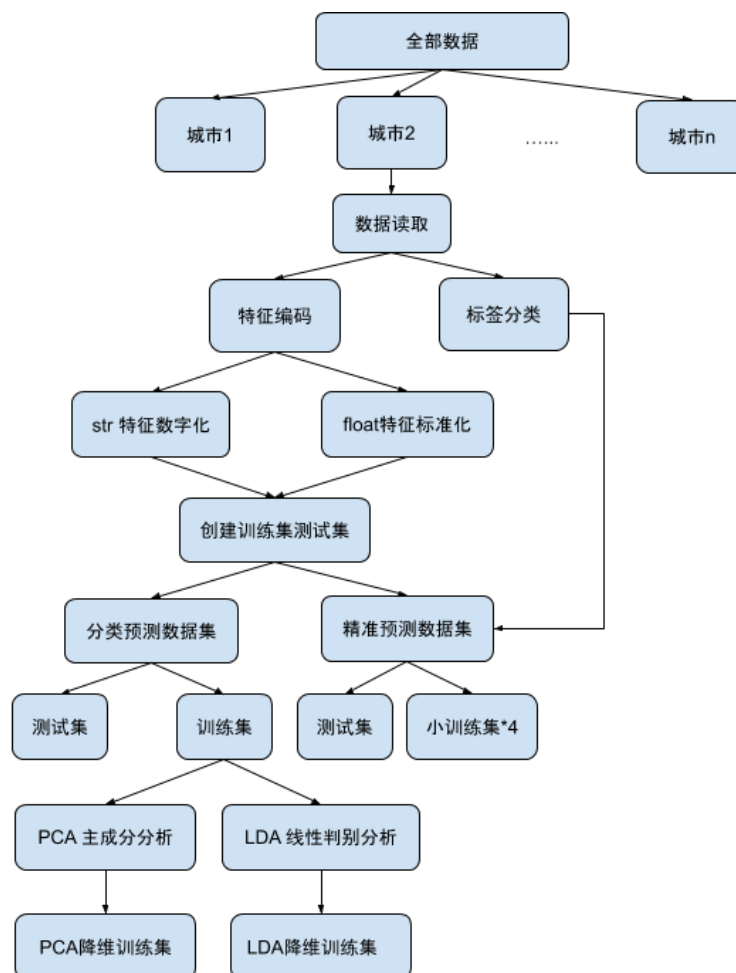 全部数据
城市1
城市2
......
城市n
数据读取
特征编码
标签分类
str 特征数字化
float特征标准化
创建训练集测试集
分类预测数据集
精准预测数据集
测试集
训练集
测试集
小训练集*4
PCA 主成分分析
LDA 线性判别分析
PCA降维训练集
LDA降维训练集